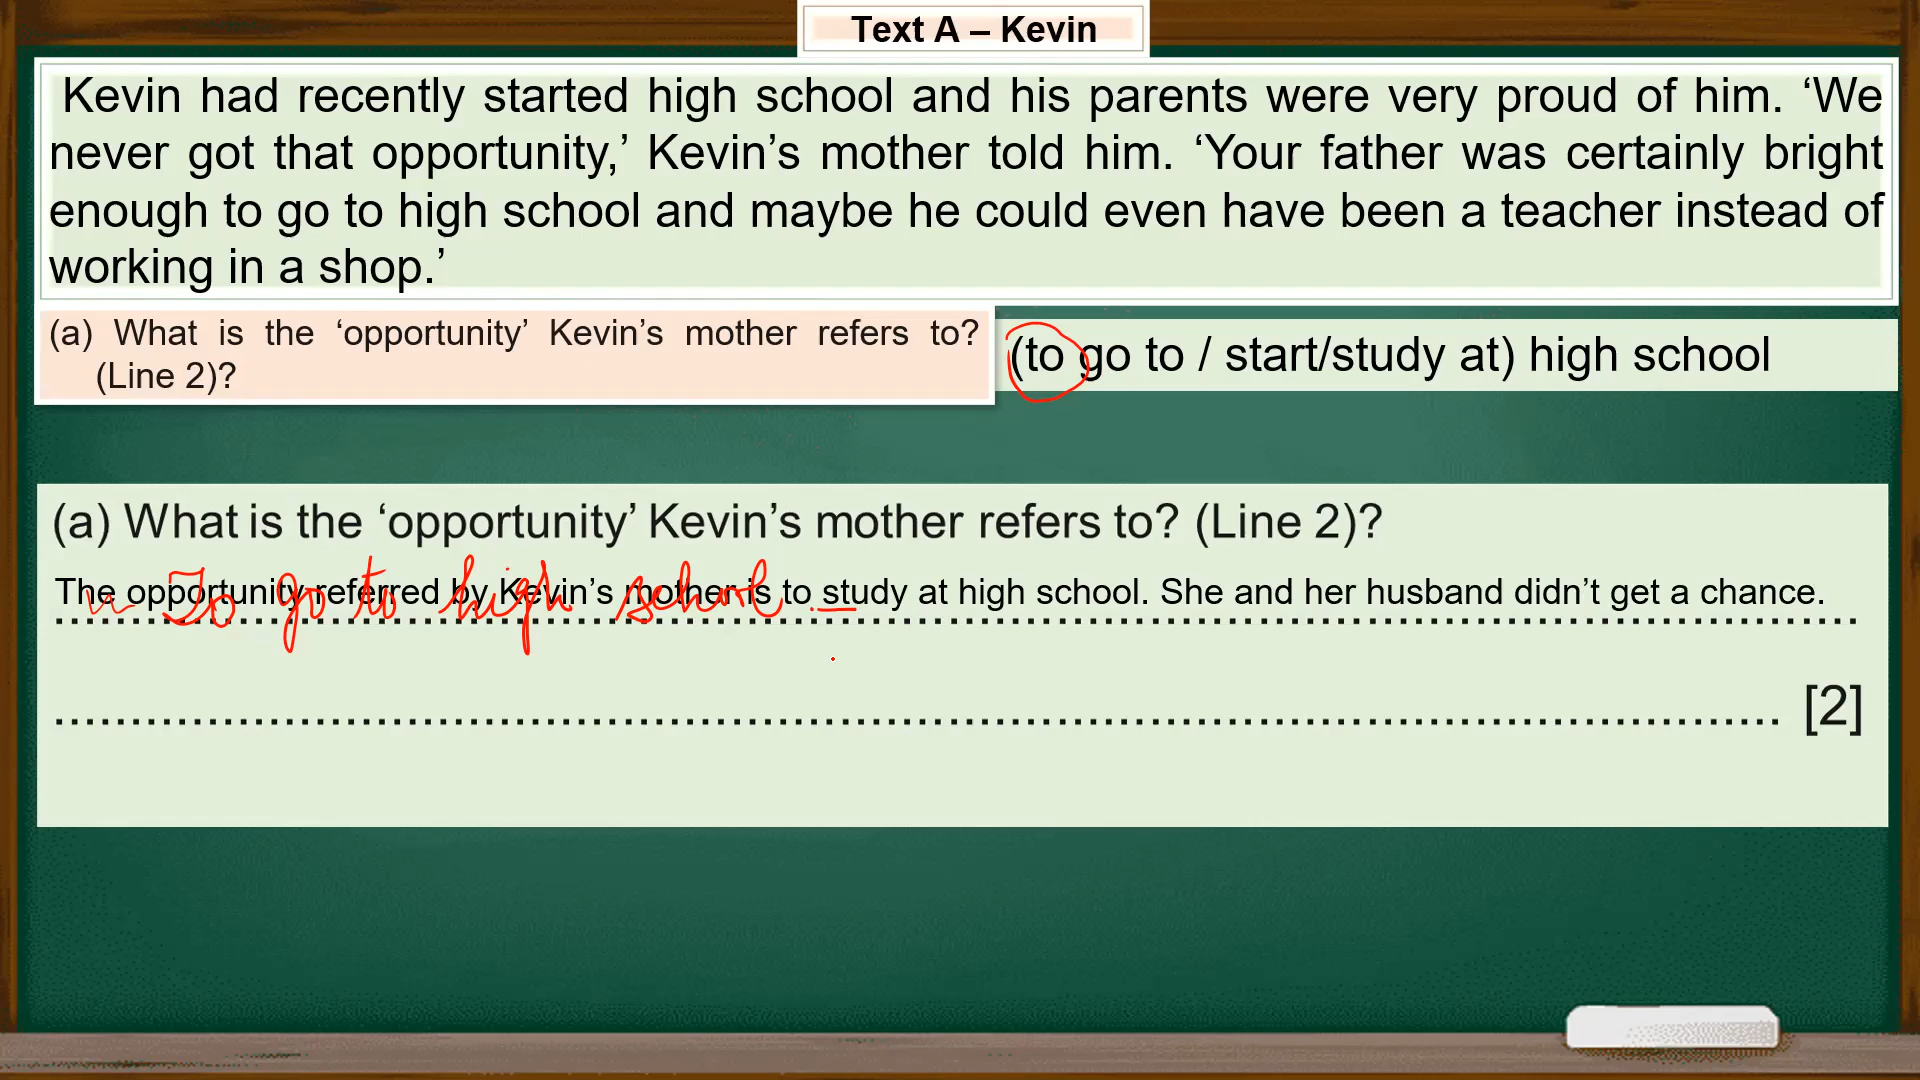 Text A – Kevin
Kevin had recently started high school and his parents were very proud of him. ‘We
never got that opportunity,’ Kevin’s mother told him. ‘Your father was certainly bright
enough to go to high school and maybe he could even have been a teacher instead of
working in a shop.’
(a) What is the ‘opportunity’ Kevin’s mother refers to?
(Line 2)?
(to go to / start/study at) high school
(a) What is the ‘opportunity’ Kevin’s mother refers to? (Line 2)?
To go to high school
The opportunity referred by Kevin’s mother is to study at high school. She and her husband didn’t get a chance.
[2]